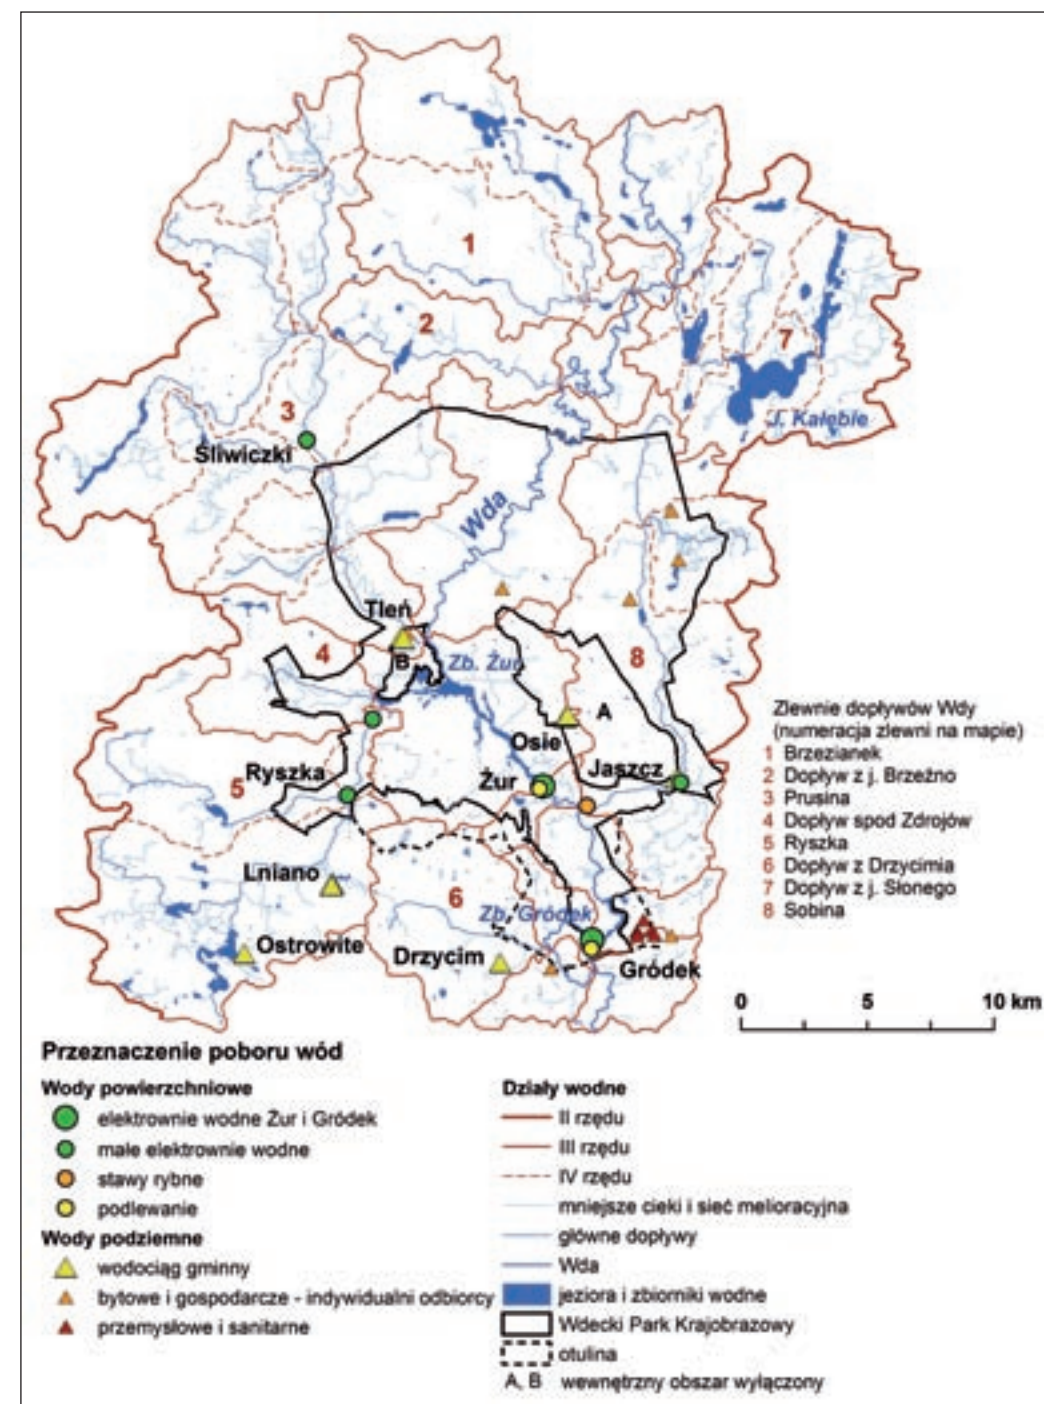 1
2
7
J. Kałębie
3
Śliwiczki
Wda
Tleń
B
4
8
Zb. Żur
A
Osie
Jaszcz
Żur
Ryszka
5
Lniano
6
Zb. Gródek
Ostrowite
Drzycim
Gródek
Zlewnie dopływów Wdy
(numeracja zlewni na mapie)
1 Brzezianek
2 Dopływ z j. Brzeźno
3 Prusina
4 Dopływ spod Zdrojów
5 Ryszka
6 Dopływ z Drzycimia
7 Dopływ z j. Słonego
8 Sobina
0 5 10 km
Przeznaczenie poboru wód
Wody powierzchniowe
elektrownie wodne Żur i Gródek
małe elektrownie wodne
stawy rybne
podlewanie
Wody podziemne
wodociąg gminny
bytowe i gospodarcze - indywidualni odbiorcy
przemysłowe i sanitarne
Działy wodne
II rzędu
III rzędu
IV rzędu
mniejsze cieki i sieć melioracyjna
główne dopływy
Wda
jeziora i zbiorniki wodne
Wdecki Park Krajobrazowy
otulina
A, B wewnętrzny obszar wyłączony